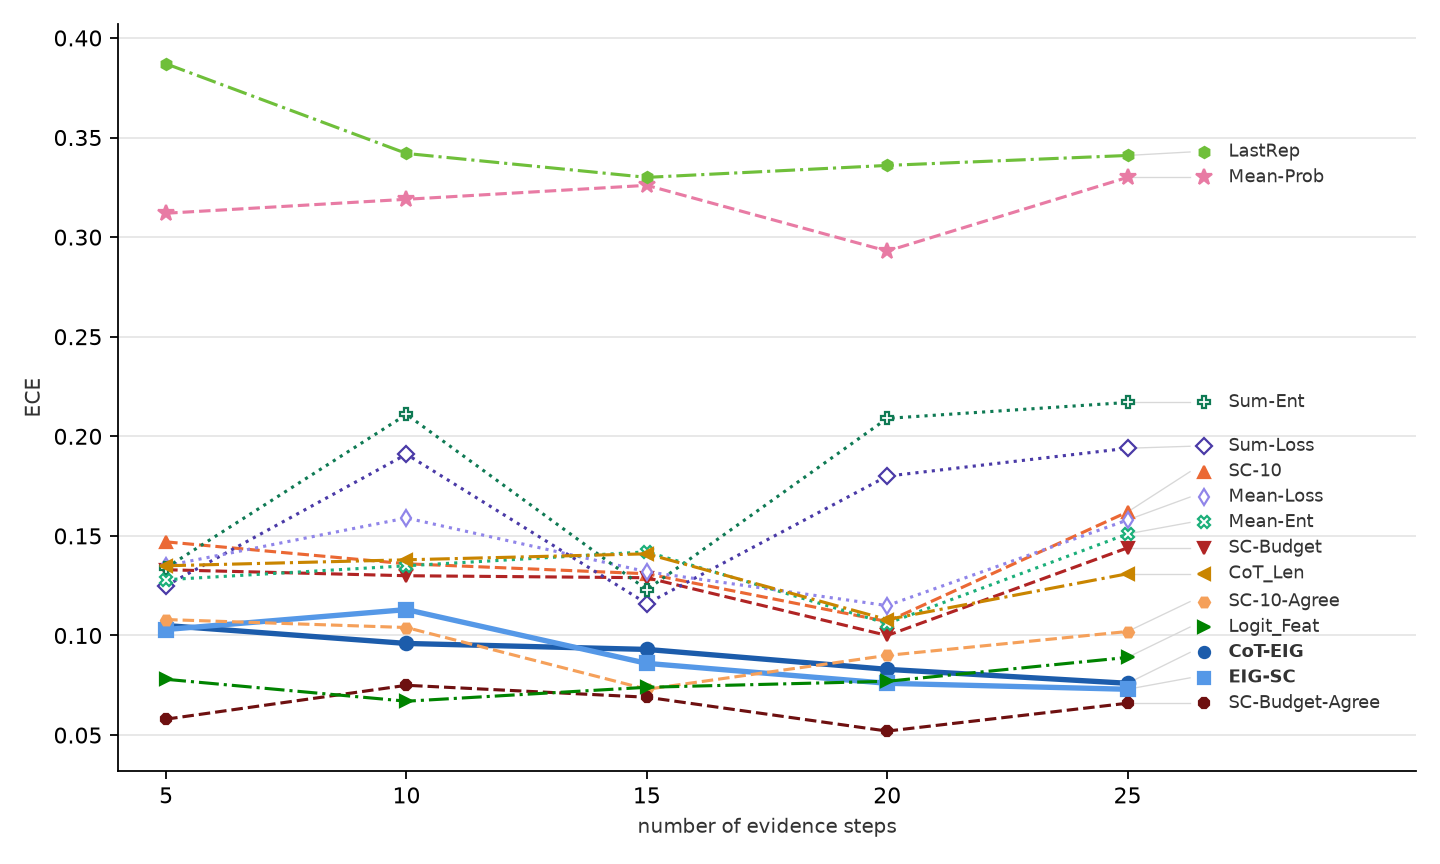 0.40
0.35
0.30
0.25
0.20
0.15
0.10
0.05
ECE
5
10
15
20
25
number of evidence steps
LastRep
Mean-Prob
Sum-Ent
Sum-Loss
SC-10
Mean-Loss
Mean-Ent
SC-Budget
CoT_Len
SC-10-Agree
Logit_Feat
CoT-EIG
EIG-SC
SC-Budget-Agree